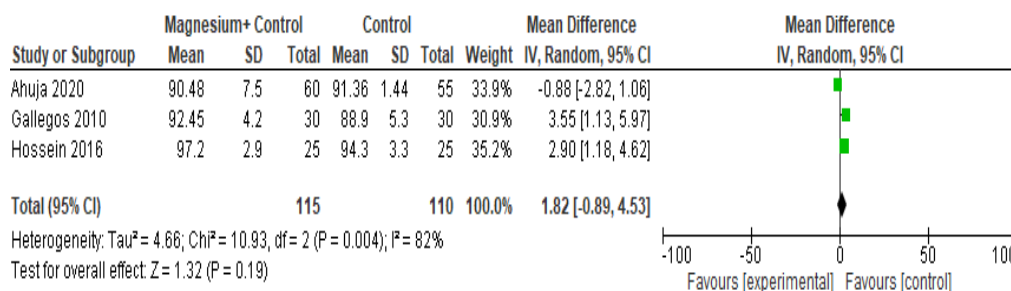 Magnesium+ Control Control Mean Difference Mean Difference
Study or Subgroup Mean SD Total Mean SD Total Weight IV, Random, 95% CI IV, Random, 95% CI
Ahuja 2020 90.48 7.5 60 91.36 1.44 55 33.9% -0.88 [-2.82, 1.06]
Gallegos 2010 92.45 4.2 30 88.9 5.3 30 30.9% 3.55 [1.13, 5.97]
Hossein 2016 97.2 2.9 25 94.3 3.3 25 35.2% 2.90 [1.18, 4.62]
Total (95% CI) 115 110 100.0% 1.82 [-0.89, 4.53]
Heterogeneity: Tau² = 4.66; Chi² = 10.93, df = 2 (P = 0.004); I² = 82%
Test for overall effect: Z = 1.32 (P = 0.19)
-100 -50 0 50 100
Favours [experimental] Favours [control]